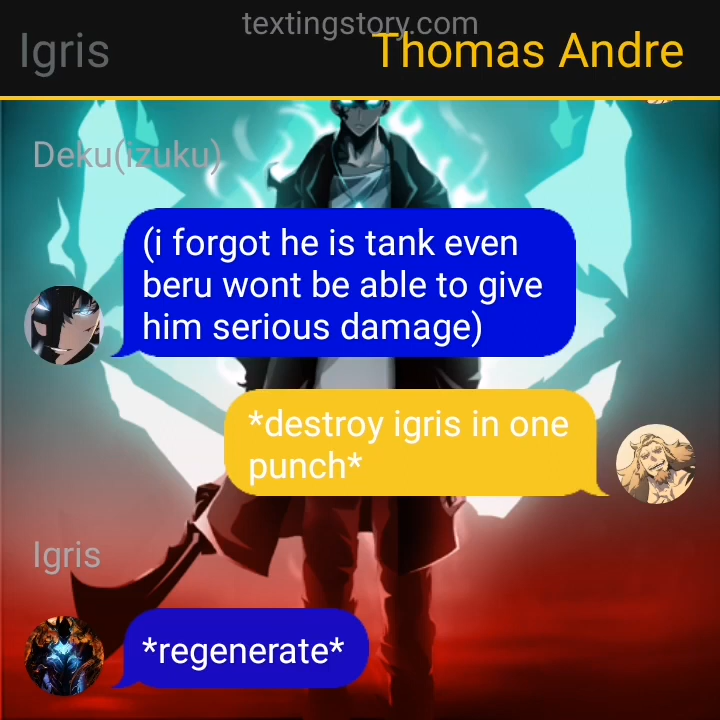 textingstory.com
Igris
Thomas Andre
Deku(izuku)
(i forgot he is tank even
beru wont be able to give
him serious damage)
*destroy igris in one
punch*
Igris
*regenerate*